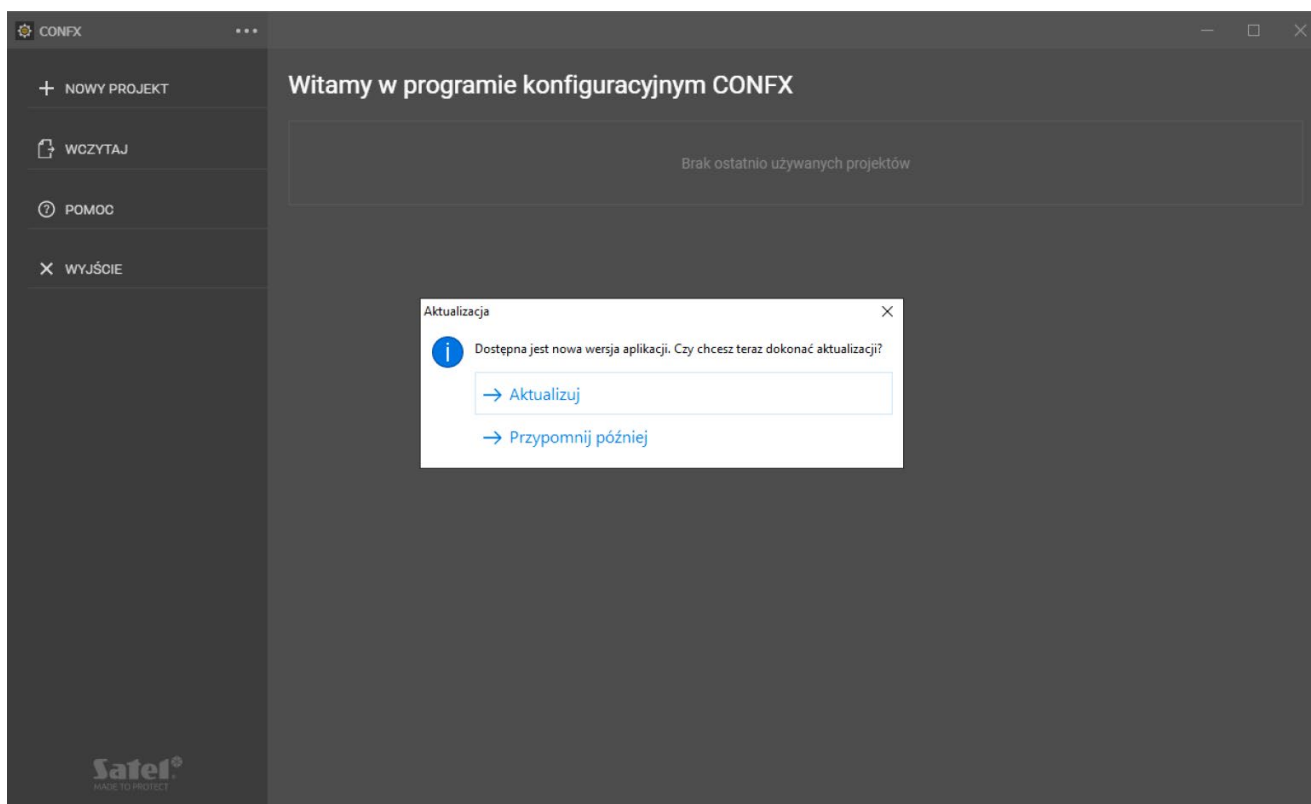 CONFX
NOWY PROJEKT
WCZYTAJ
POMOC
WYJŚCIE
Witamy w programie konfiguracyjnym CONFX
Brak ostatnio używanych projektów
Aktualizacja
Dostępna jest nowa wersja aplikacji. Czy chcesz teraz dokonać aktualizacji?
Aktualizuj
Przypomnij później
Satel®
MADE TO PROTECT